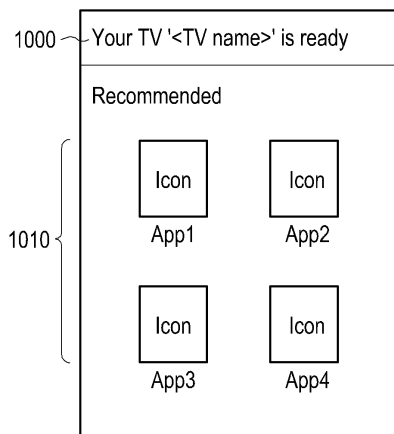 1000 Your TV '<TV name>' is ready
Recommended
Icon Icon
App1 App2
1010
Icon Icon
App3 App4